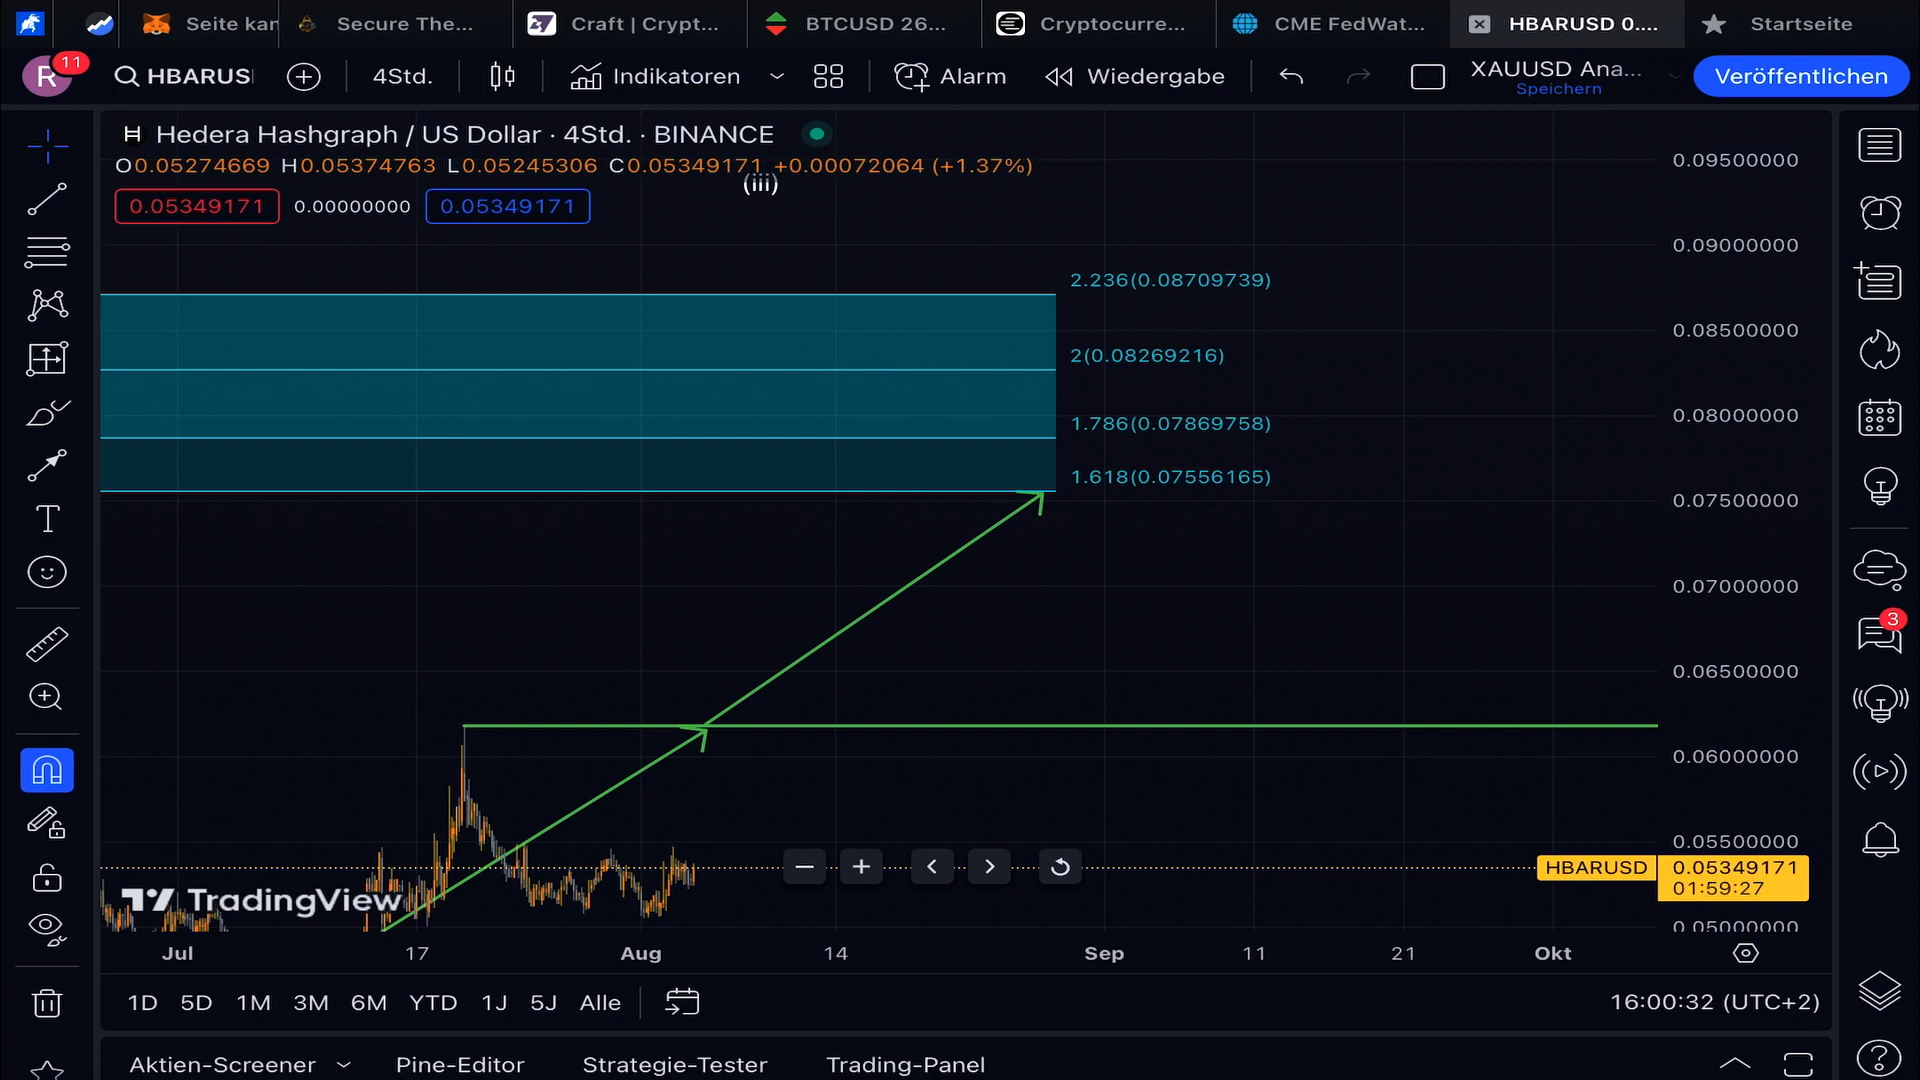 Seite kan
Secure The...
Craft | Crypt...
BTCUSD 26...
Cryptocurre...
CME FedWat...
HBARUSD 0....
Startseite
R
11
HBARUS
4Std.
Indikatoren
Alarm
Wiedergabe
XAUUSD Ana...
Speichern
Veröffentlichen
H Hedera Hashgraph / US Dollar · 4Std. · BINANCE
O0.05274669 H0.05374763 L0.05245306 C0.05349171 +0.00072064 (+1.37%)
(iii)
0.05349171 0.00000000 0.05349171
2.236(0.08709739)
2(0.08269216)
1.786(0.07869758)
1.618(0.07556165)
0.09500000
0.09000000
0.08500000
0.08000000
0.07500000
0.07000000
0.06500000
0.06000000
0.05500000
HBARUSD 0.05349171
01:59:27
0.05000000
3
TradingView
Jul 17 Aug 14 Sep 11 21 Okt
1D 5D 1M 3M 6M YTD 1J 5J Alle
16:00:32 (UTC+2)
Aktien-Screener Pine-Editor Strategie-Tester Trading-Panel